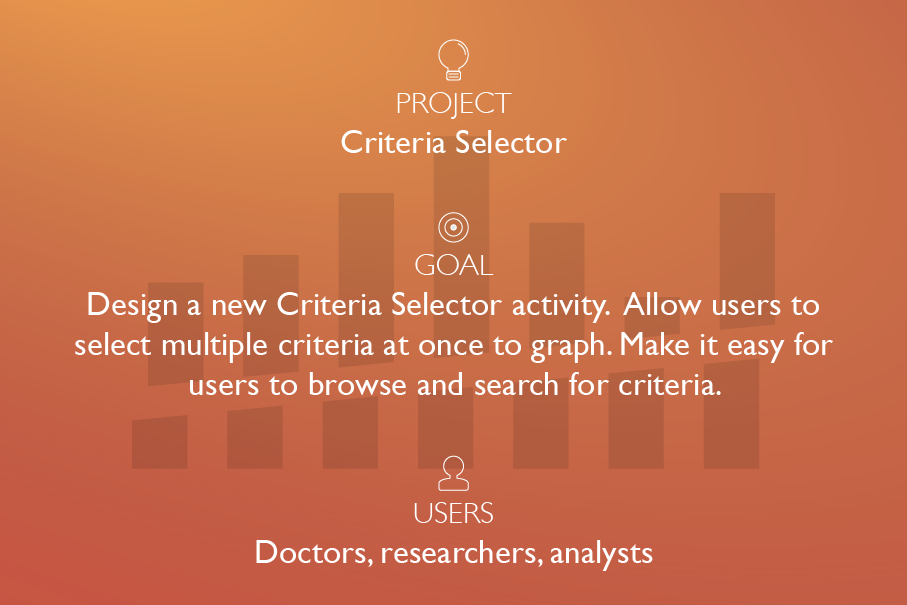 PROJECT
Criteria Selector
GOAL
Design a new Criteria Selector activity. Allow users to
select multiple criteria at once to graph. Make it easy for
users to browse and search for criteria.
USERS
Doctors, researchers, analysts